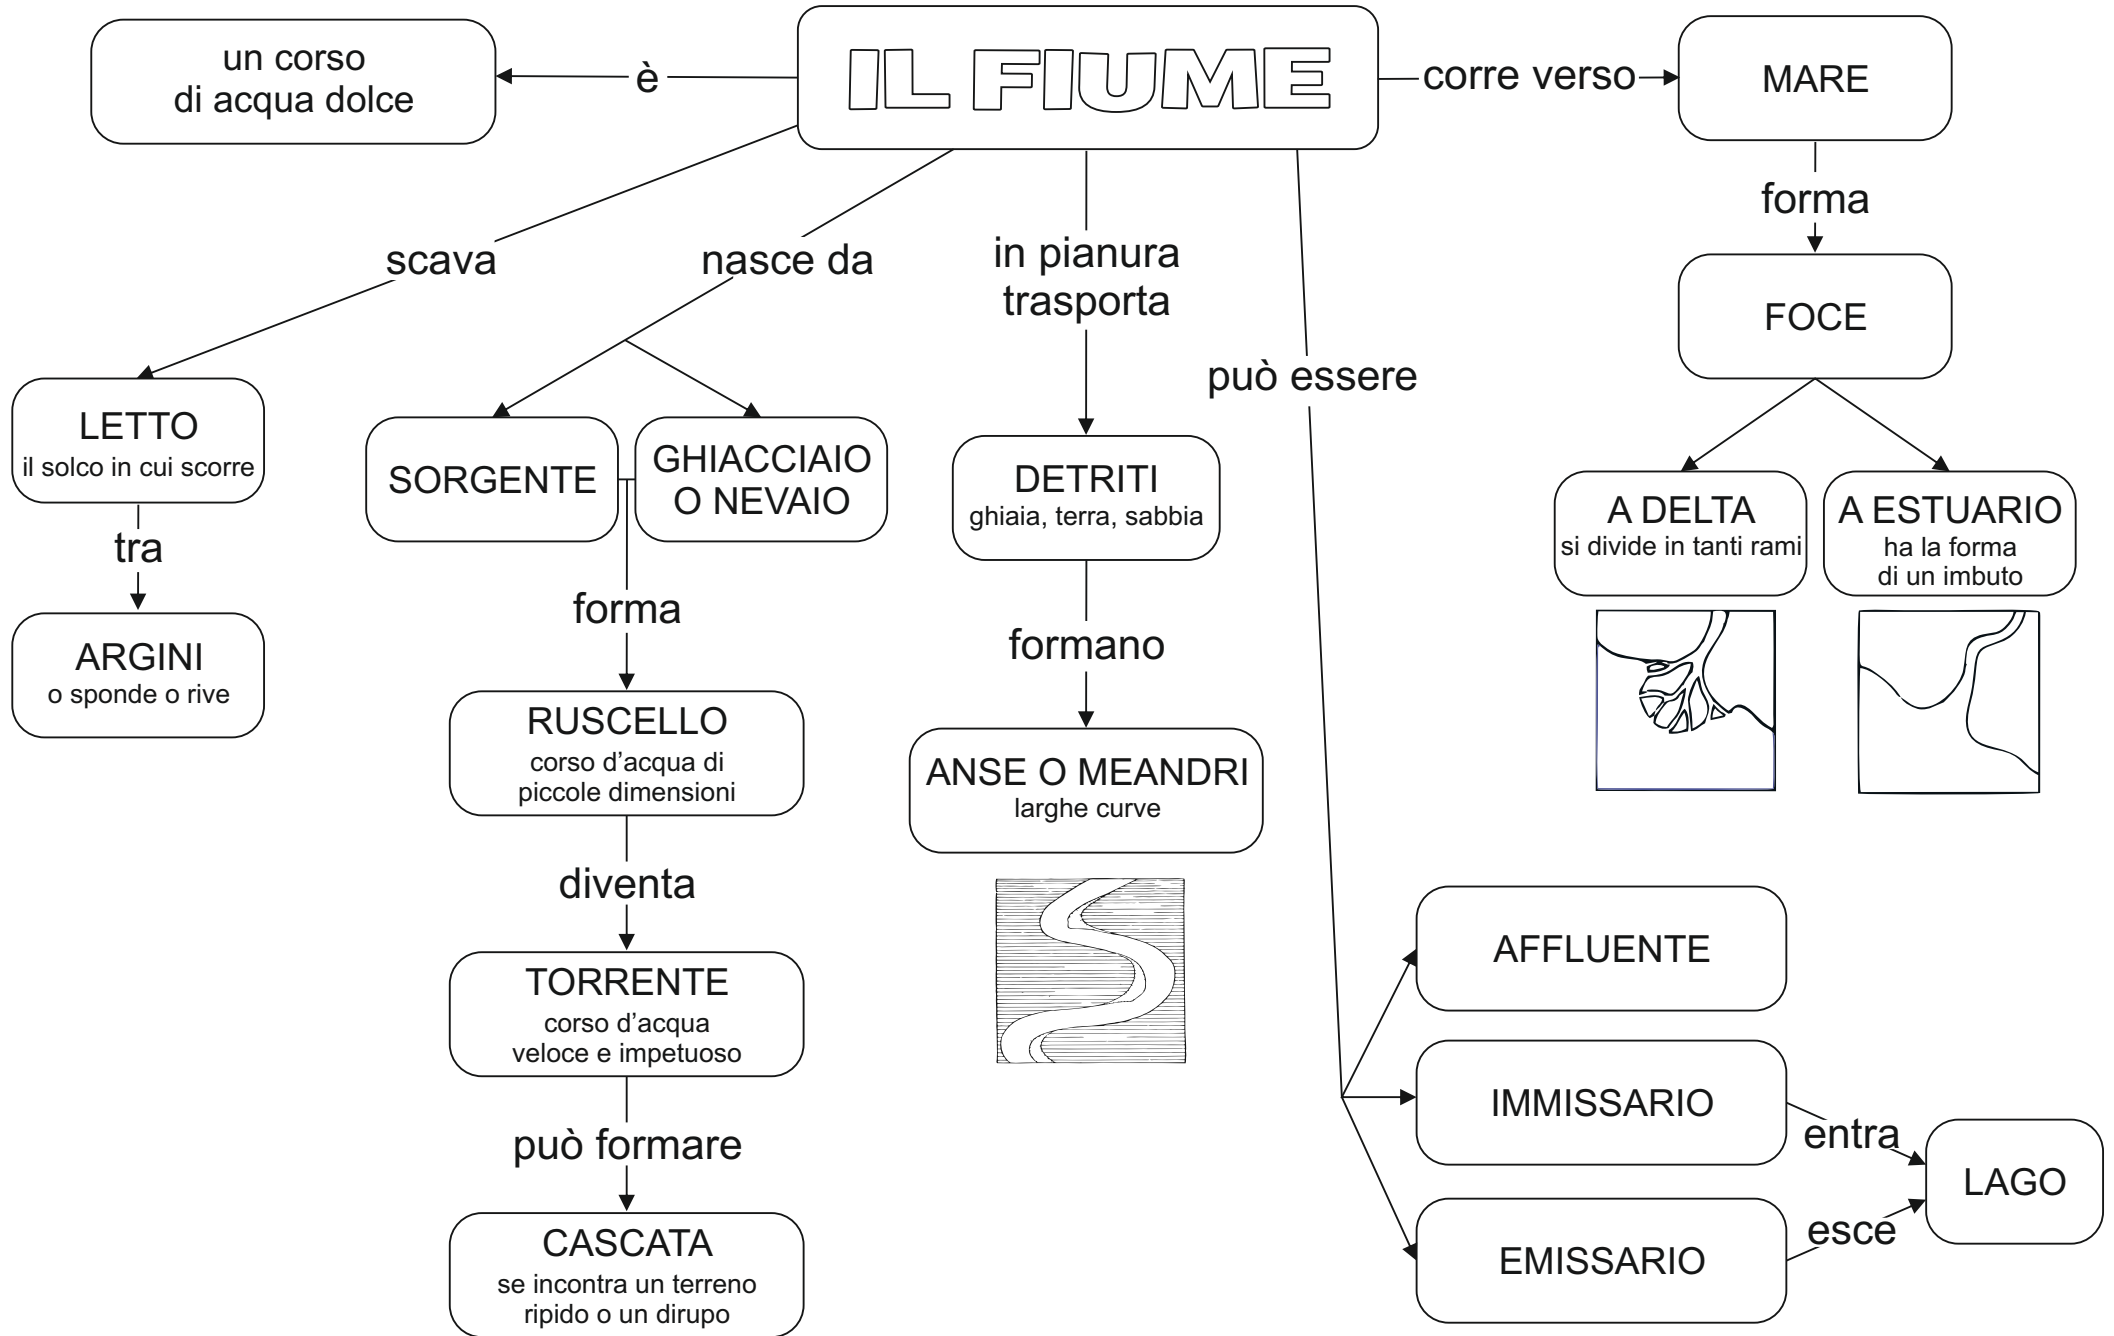 IL FIUME
è
un corso
di acqua dolce
corre verso
MARE
forma
FOCE
A DELTA
si divide in tanti rami
A ESTUARIO
ha la forma
di un imbuto
scava
LETTO
il solco in cui scorre
tra
ARGINI
o sponde o rive
nasce da
SORGENTE
GHIACCIAIO
O NEVAIO
forma
RUSCELLO
corso d’acqua di
piccole dimensioni
diventa
TORRENTE
corso d’acqua
veloce e impetuoso
può formare
CASCATA
se incontra un terreno
ripido o un dirupo
in pianura
trasporta
DETRITI
ghiaia, terra, sabbia
formano
ANSE O MEANDRI
larghe curve
può essere
AFFLUENTE
IMMISSARIO
entra
EMISSARIO
esce
LAGO